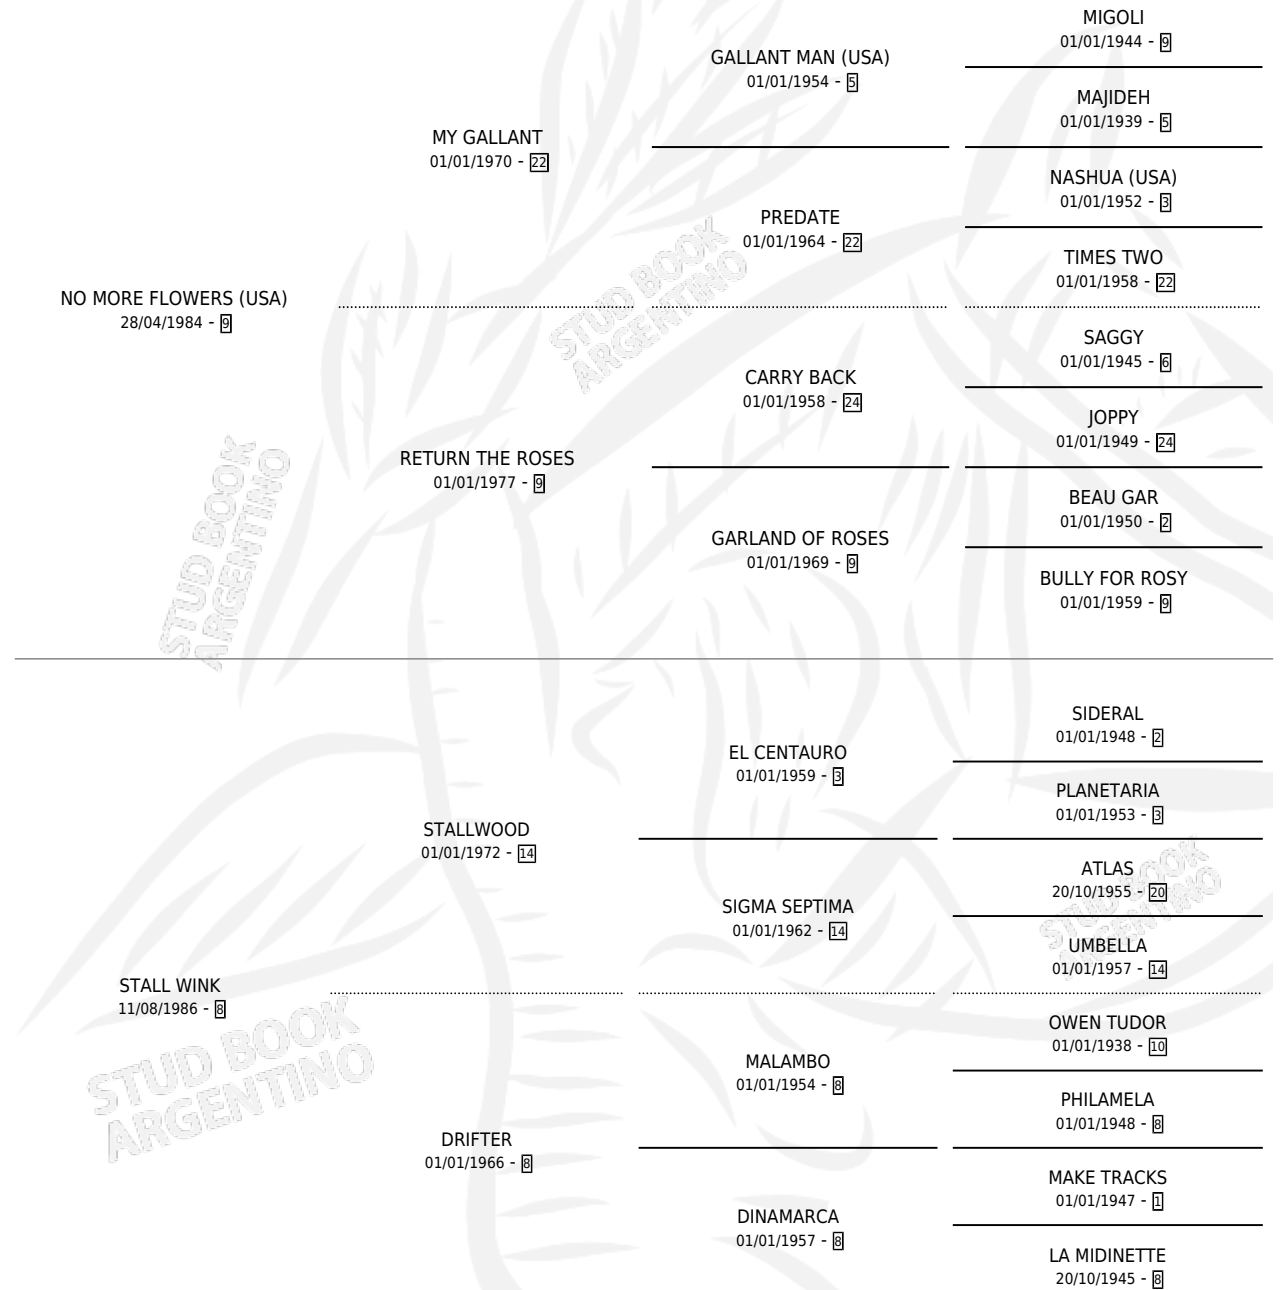 MIGOLI
01/01/1944 - 9
GALLANT MAN (USA)
01/01/1954 - 5
MAJIDEH
01/01/1939 - 5
MY GALLANT
01/01/1970 - 22
NASHUA (USA)
01/01/1952 - 3
PREDATE
01/01/1964 - 22
TIMES TWO
01/01/1958 - 22
NO MORE FLOWERS (USA)
28/04/1984 - 9
STUD BOOK
ARGENTINO
SAGGY
01/01/1945 - 6
CARRY BACK
01/01/1958 - 24
JOPPY
01/01/1949 - 24
RETURN THE ROSES
01/01/1977 - 9
BEAU GAR
01/01/1950 - 2
GARLAND OF ROSES
01/01/1969 - 9
BULLY FOR ROSY
01/01/1959 - 9
STUD BOOK
ARGENTINO
SIDERAL
01/01/1948 - 2
EL CENTAURO
01/01/1959 - 3
PLANETARIA
01/01/1953 - 3
STALLWOOD
01/01/1972 - 14
ATLAS
20/10/1955 - 20
SIGMA SEPTIMA
01/01/1962 - 14
STUD BOOK
ARGENTINO
UMBELLA
01/01/1957 - 14
STALL WINK
11/08/1986 - 8
OWEN TUDOR
01/01/1938 - 10
STUD BOOK
ARGENTINO
MALAMBO
01/01/1954 - 8
PHILAMELA
01/01/1948 - 8
DRIFTER
01/01/1966 - 8
MAKE TRACKS
01/01/1947 - 1
DINAMARCA
01/01/1957 - 8
LA MIDINETTE
20/10/1945 - 8